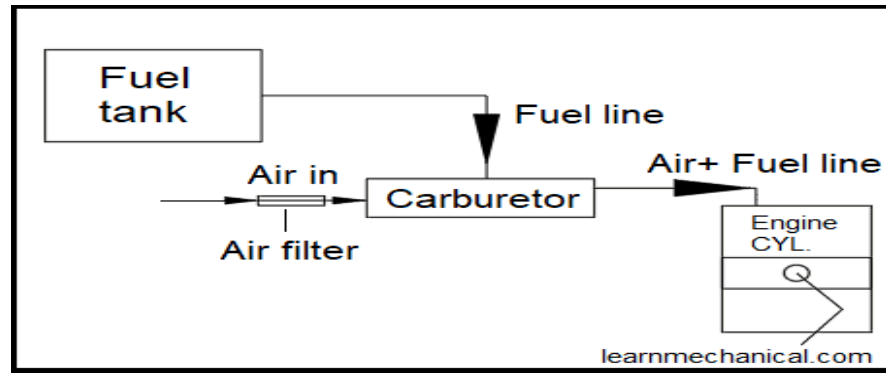 Fuel
tank
Fuel line
Air+ Fuel line
Air in
Carburetor
Air filter
Engine
CYL.
learnmechanical.com